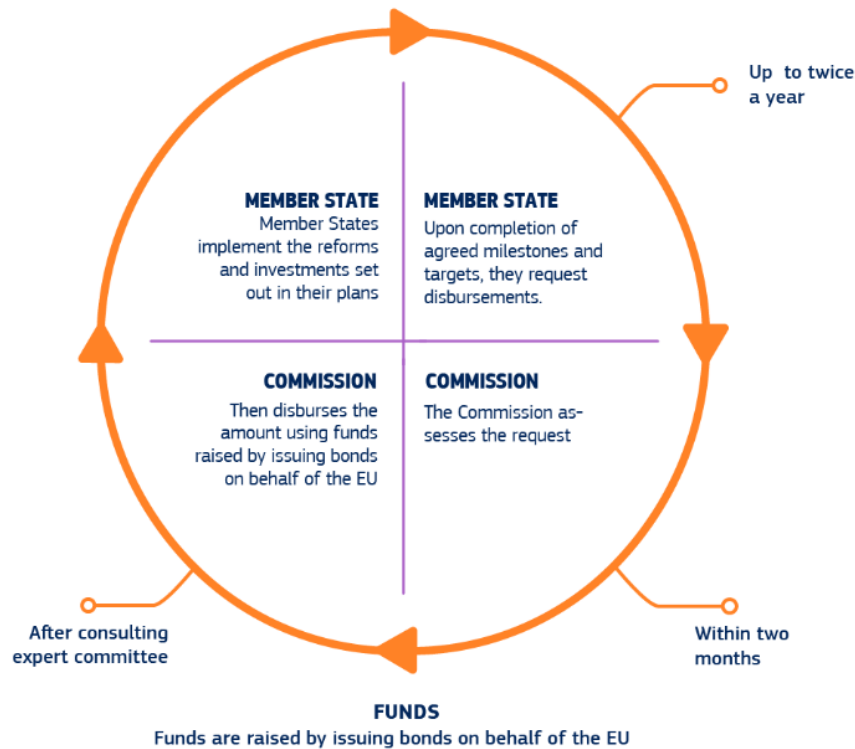 Up to twice
a year
MEMBER STATE
Member States
implement the reforms
and investments set
out in their plans
MEMBER STATE
Upon completion of
agreed milestones and
targets, they request
disbursements.
COMMISSION
Then disburses the
amount using funds
raised by issuing bonds
on behalf of the EU
COMMISSION
The Commission as-
sesses the request
After consulting
expert committee
Within two
months
FUNDS
Funds are raised by issuing bonds on behalf of the EU